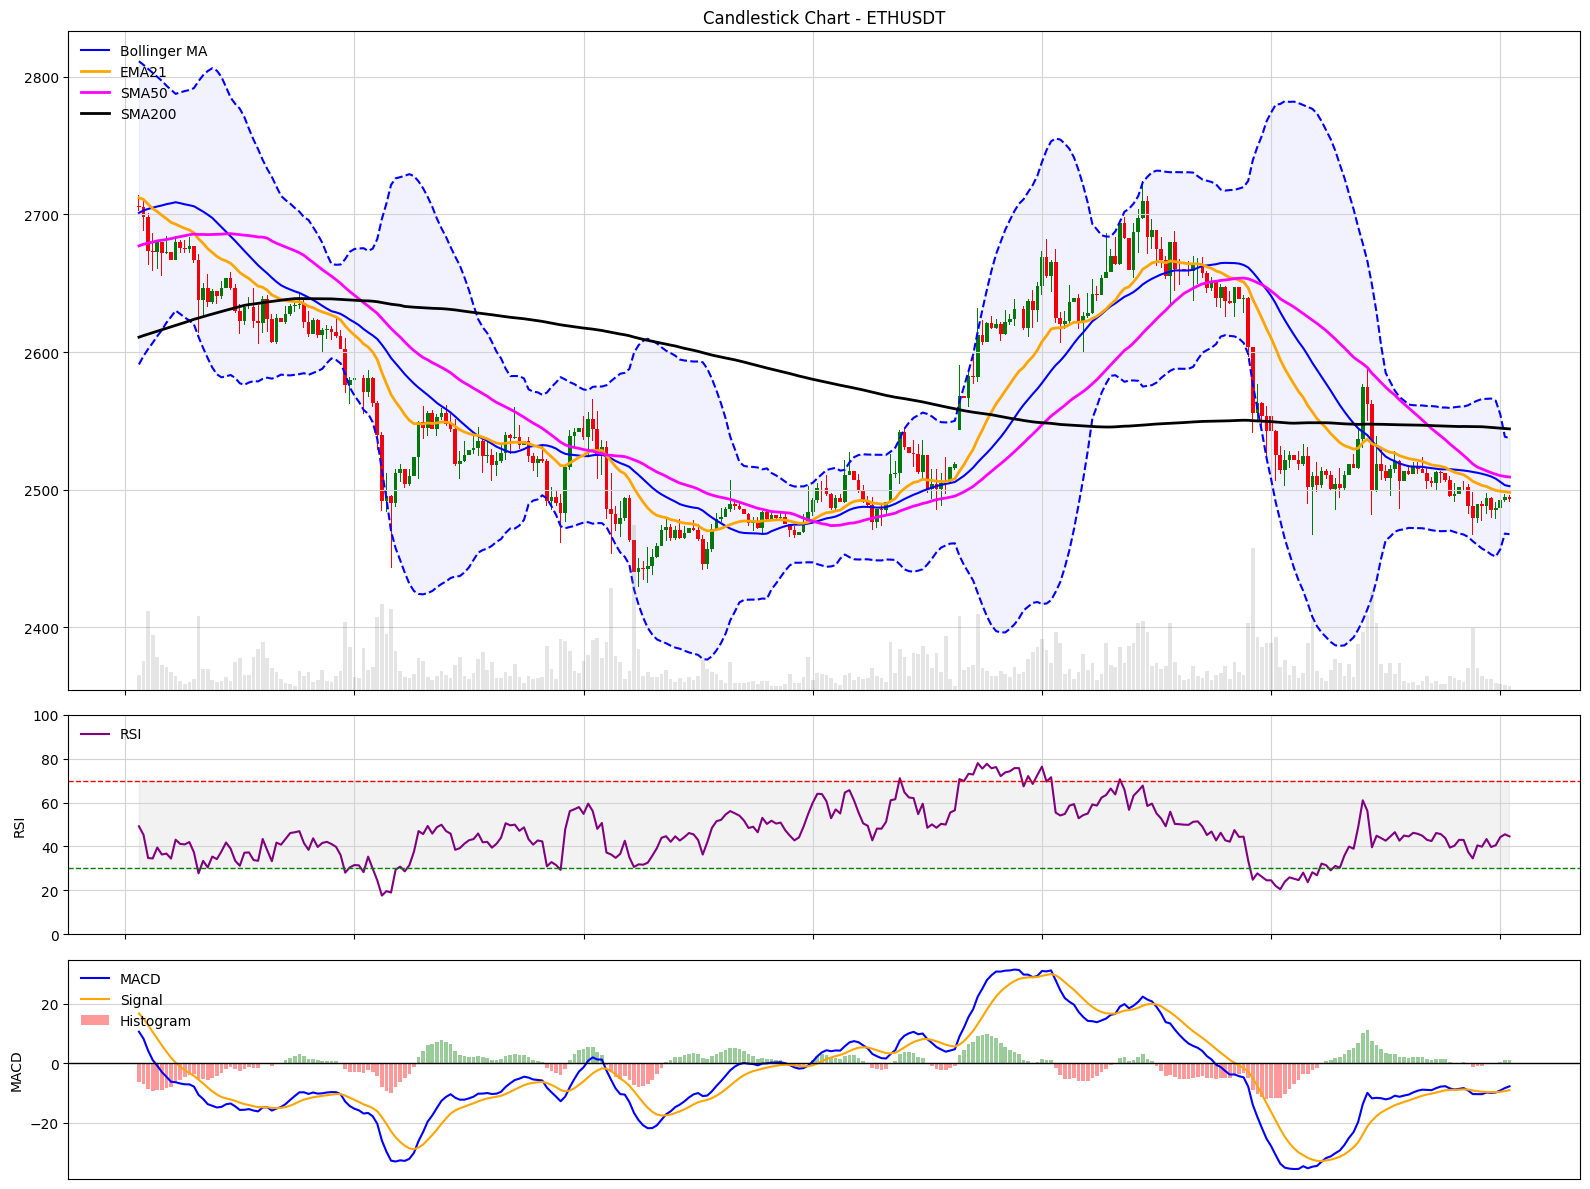 Candlestick Chart - ETHUSDT
Bollinger MA
EMA21
SMA50
SMA200
2800
2700
2600
2500
2400
RSI
100
80
60
40
20
0
RSI
MACD
Signal
Histogram
20
0
−20
MACD